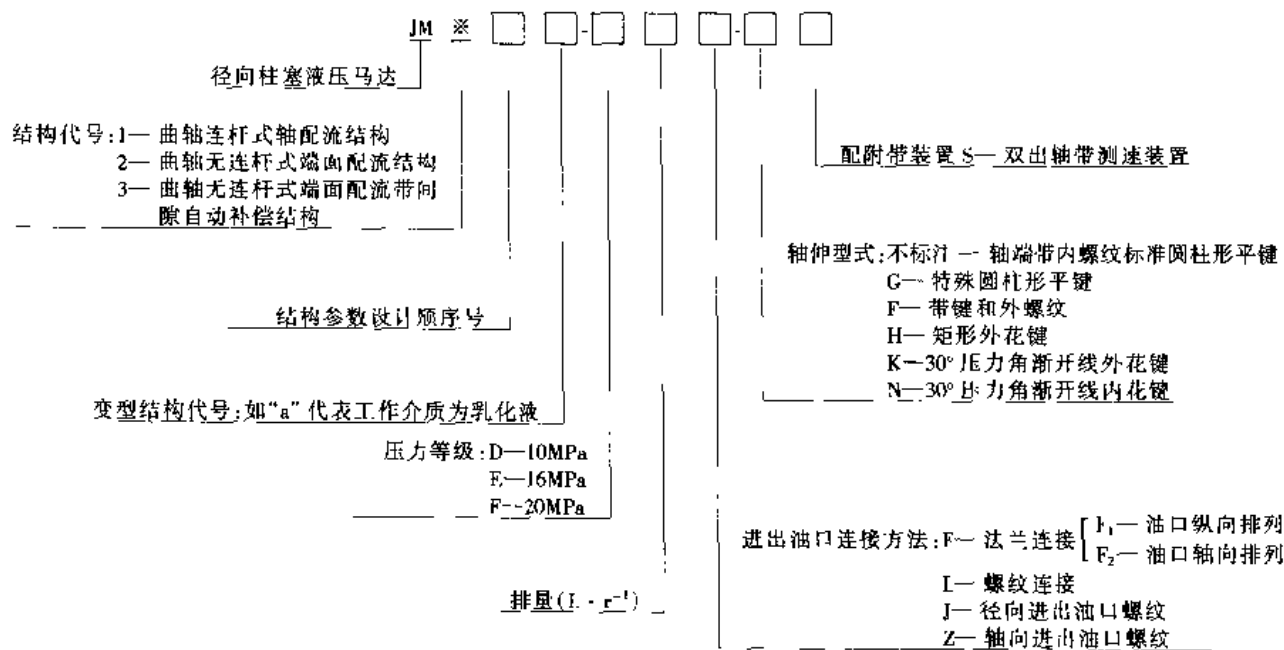 JM ※ □ □-□ □ □-□ □
径向柱塞液压马达
结构代号:1— 曲轴连杆式轴配流结构
2— 曲轴无连杆式端面配流结构
3— 曲轴无连杆式端面配流带间
隙自动补偿结构
配附带装置 S— 双出轴带测速装置
轴伸型式:不标注 — 轴端带内螺纹标准圆柱形平键
G— 特殊圆柱形平键
F— 带键和外螺纹
H— 矩形外花键
K—30° 压力角渐开线外花键
N—30° 压力角渐开线内花键
结构参数设计顺序号
变型结构代号:如“a”代表工作介质为乳化液
压力等级:D—10MPa
E—16MPa
F—20MPa
进出油口连接方法:F— 法兰连接
F₁— 油口纵向排列
F₂— 油口轴向排列
L— 螺纹连接
J— 径向进出油口螺纹
Z— 轴向进出油口螺纹
排量(L · r⁻¹)